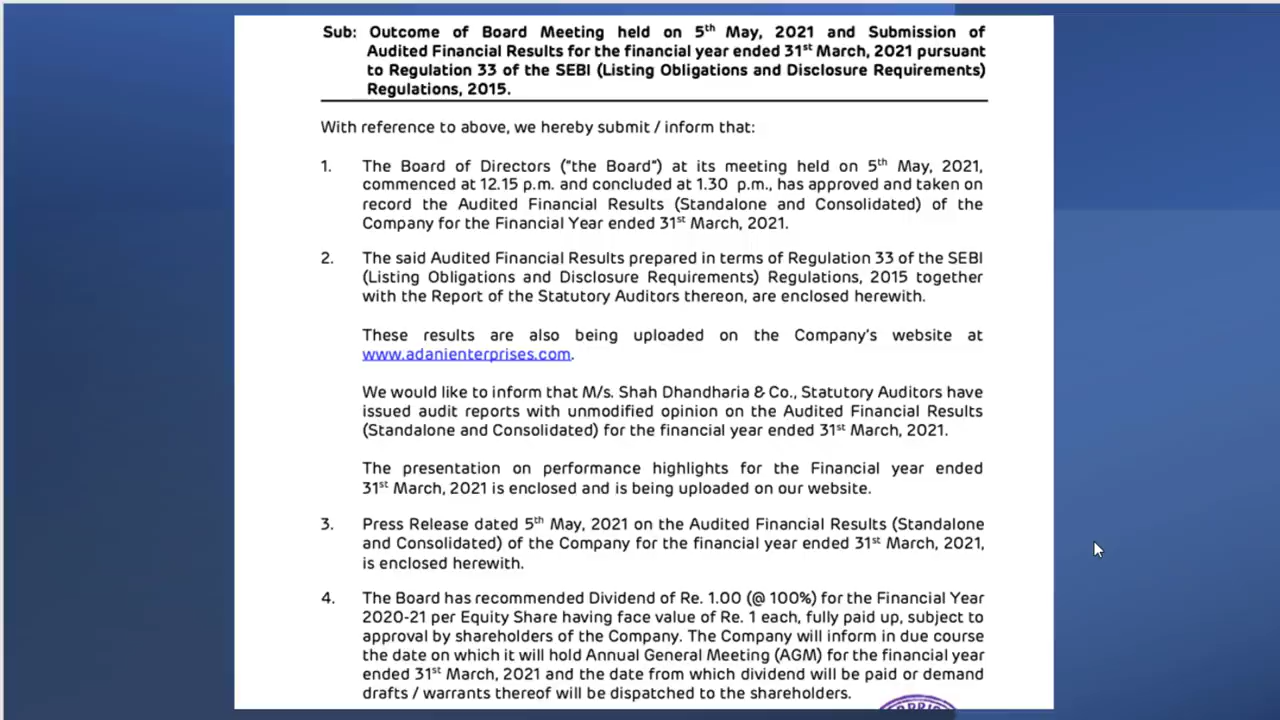 Sub: Outcome of Board Meeting held on 5th May, 2021 and Submission of
Audited Financial Results for the financial year ended 31st March, 2021 pursuant
to Regulation 33 of the SEBI (Listing Obligations and Disclosure Requirements)
Regulations, 2015.
With reference to above, we hereby submit / inform that:
1. The Board of Directors ("the Board") at its meeting held on 5th May, 2021,
commenced at 12.15 p.m. and concluded at 1.30 p.m., has approved and taken on
record the Audited Financial Results (Standalone and Consolidated) of the
Company for the Financial Year ended 31st March, 2021.
2. The said Audited Financial Results prepared in terms of Regulation 33 of the SEBI
(Listing Obligations and Disclosure Requirements) Regulations, 2015 together
with the Report of the Statutory Auditors thereon, are enclosed herewith.
These results are also being uploaded on the Company's website at
www.adanienterprises.com.
We would like to inform that M/s. Shah Dhandharia & Co., Statutory Auditors have
issued audit reports with unmodified opinion on the Audited Financial Results
(Standalone and Consolidated) for the financial year ended 31st March, 2021.
The presentation on performance highlights for the Financial year ended
31st March, 2021 is enclosed and is being uploaded on our website.
3. Press Release dated 5th May, 2021 on the Audited Financial Results (Standalone
and Consolidated) of the Company for the financial year ended 31st March, 2021,
is enclosed herewith.
4. The Board has recommended Dividend of Re. 1.00 (@ 100%) for the Financial Year
2020-21 per Equity Share having face value of Re. 1 each, fully paid up, subject to
approval by shareholders of the Company. The Company will inform in due course
the date on which it will hold Annual General Meeting (AGM) for the financial year
ended 31st March, 2021 and the date from which dividend will be paid or demand
drafts / warrants thereof will be dispatched to the shareholders.